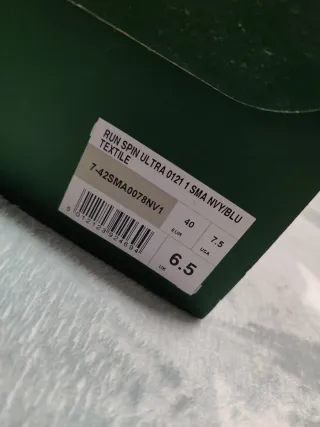 RUN SPIN ULTRA 0121 1 SMA NVY/BLU
TEXTILE
7-42SMA0078NV1
40
EUR
7.5
USA
UK
6.5